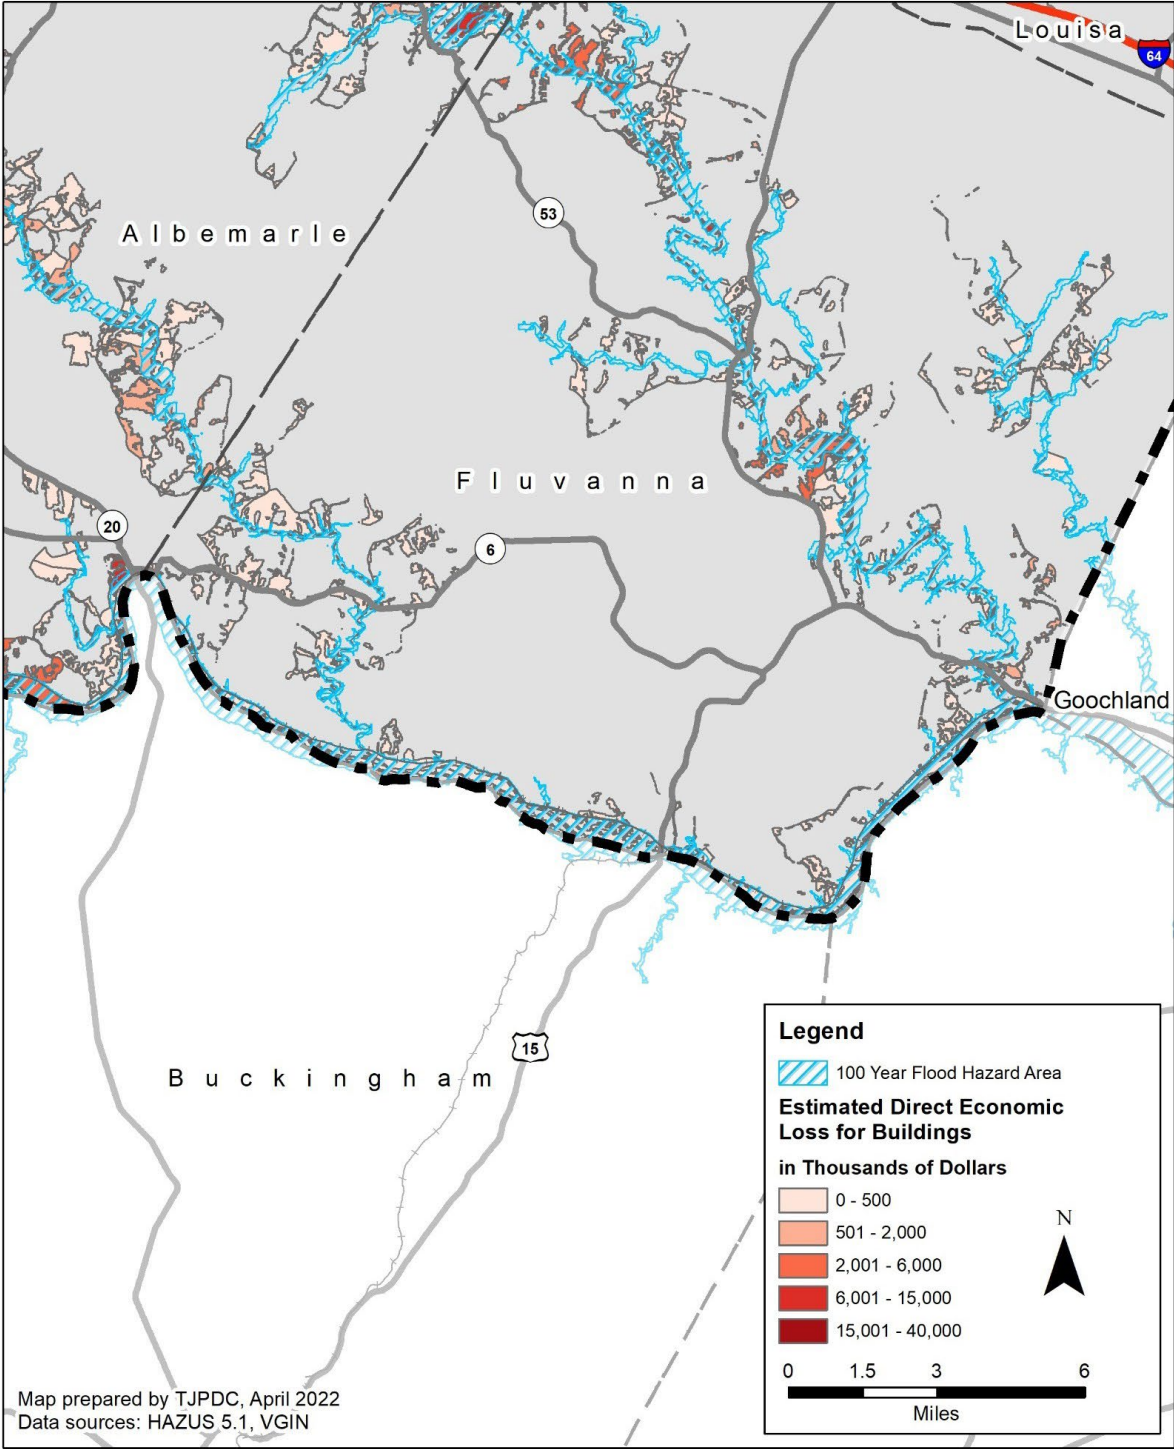 Louisa
64
53
Albemarle
Fluvanna
20
6
Goochland
15
Buckingham
Legend
100 Year Flood Hazard Area
Estimated Direct Economic
Loss for Buildings
in Thousands of Dollars
0 - 500
501 - 2,000
2,001 - 6,000
6,001 - 15,000
15,001 - 40,000
N
0 1.5 3 6
Miles
Map prepared by TJPDC, April 2022
Data sources: HAZUS 5.1, VGIN